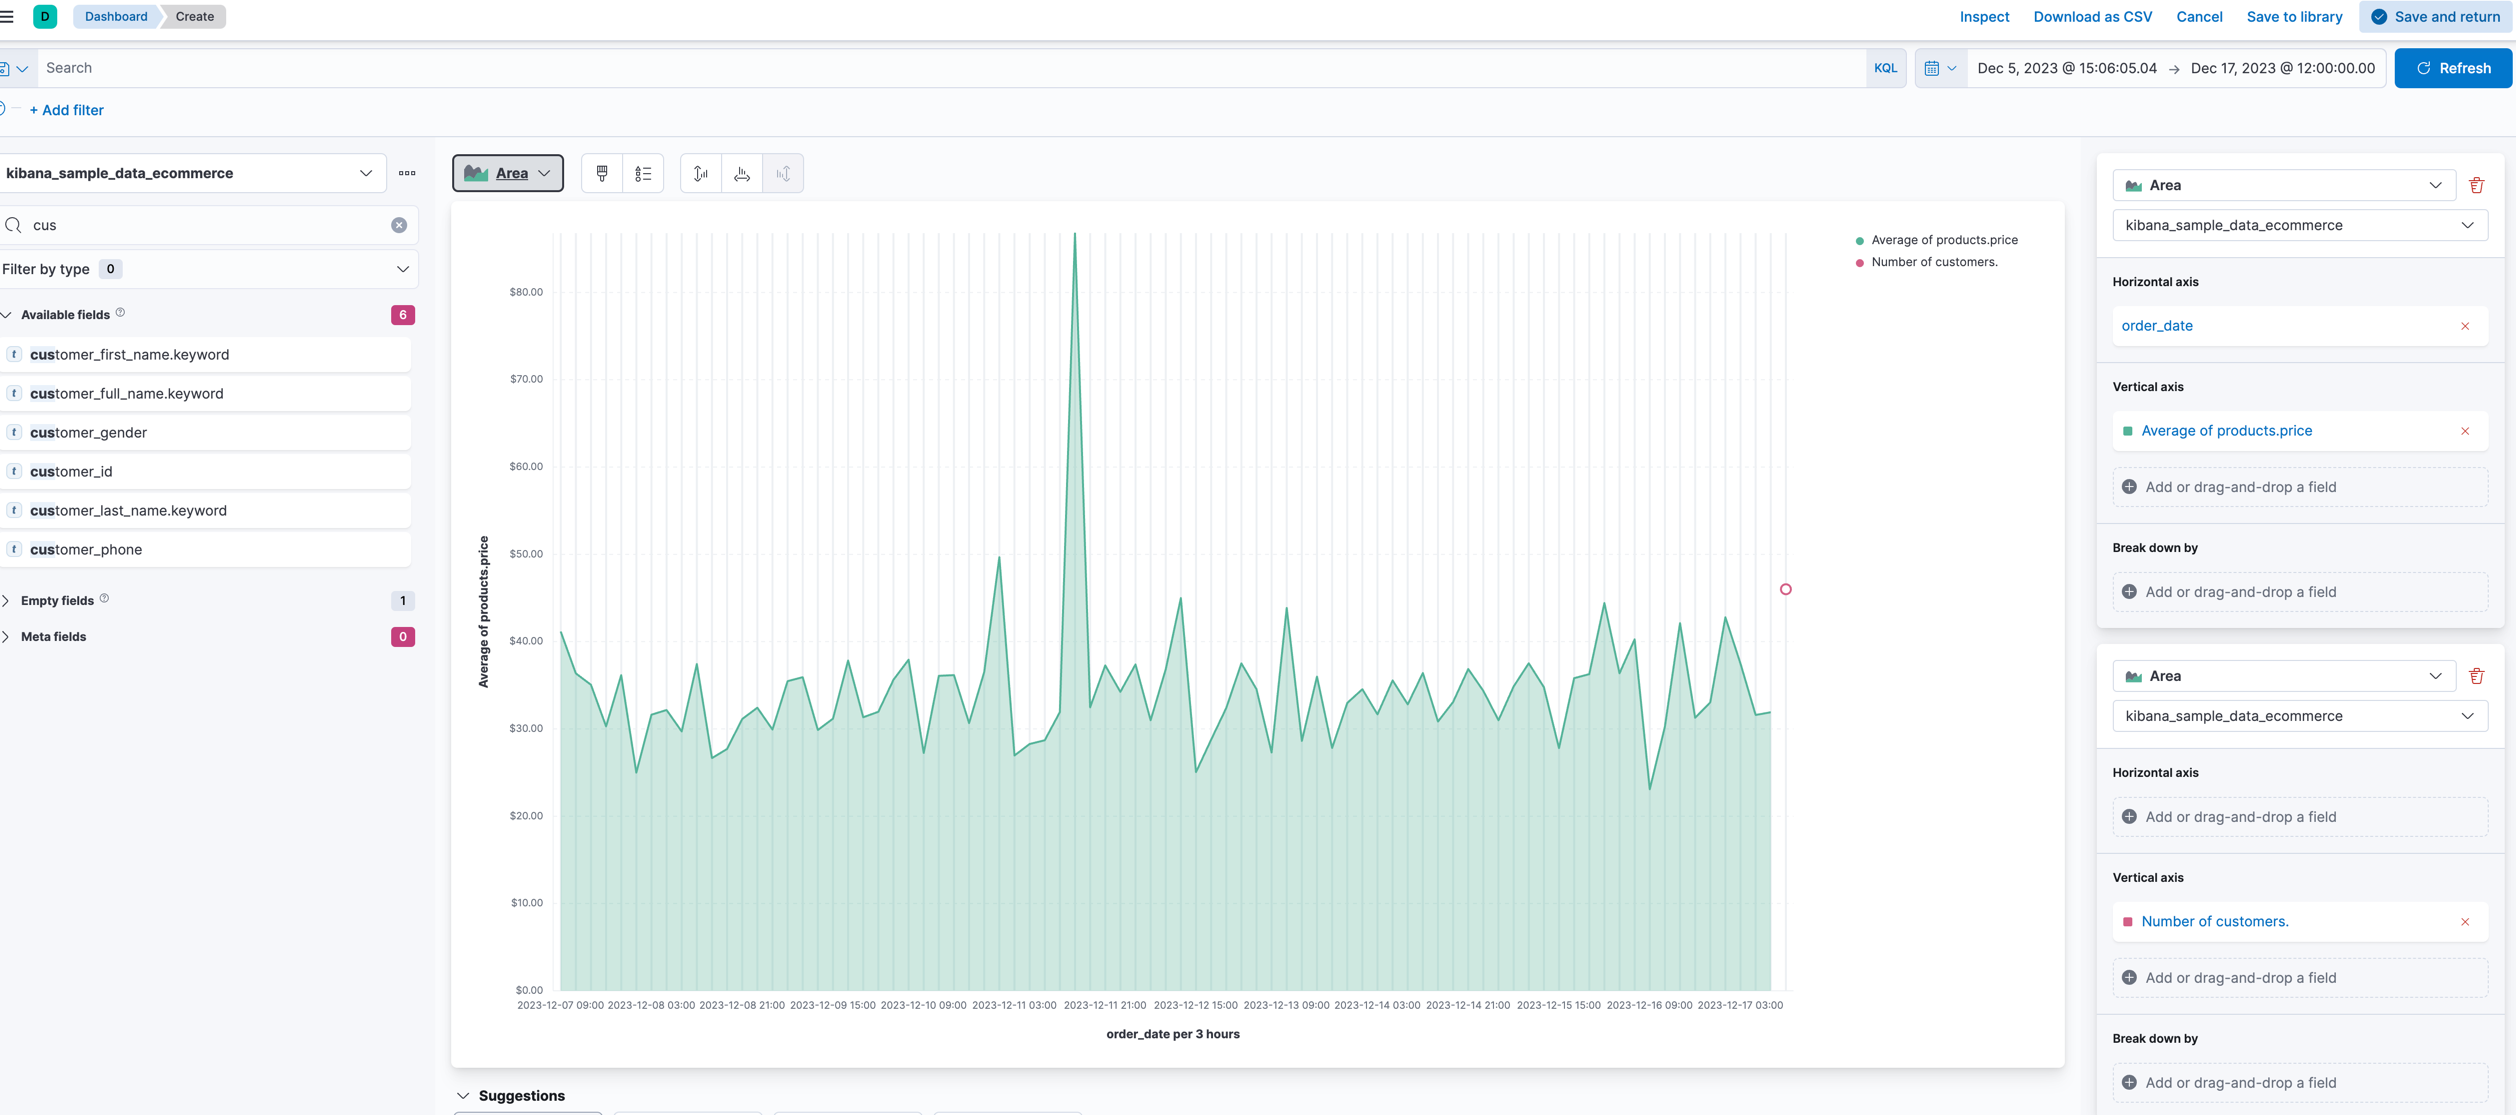 D
Dashboard
Create
Inspect
Download as CSV
Cancel
Save to library
Save and return
Search
KQL
Dec 5, 2023 @ 15:06:05.04 → Dec 17, 2023 @ 12:00:00.00
Refresh
+ Add filter
kibana_sample_data_ecommerce
cus
Filter by type 0
Available fields 6
t customer_first_name.keyword
t customer_full_name.keyword
t customer_gender
t customer_id
t customer_last_name.keyword
t customer_phone
Empty fields 1
Meta fields 0
Area
Average of products.price
Number of customers.
$80.00
$70.00
$60.00
$50.00
$40.00
$30.00
$20.00
$10.00
$0.00
Average of products.price
2023-12-07 09:00 2023-12-08 03:00 2023-12-08 21:00 2023-12-09 15:00 2023-12-10 09:00 2023-12-11 03:00 2023-12-11 21:00 2023-12-12 15:00 2023-12-13 09:00 2023-12-14 03:00 2023-12-14 21:00 2023-12-15 15:00 2023-12-16 09:00 2023-12-17 03:00
order_date per 3 hours
Suggestions
Area
kibana_sample_data_ecommerce
Horizontal axis
order_date
Vertical axis
Average of products.price
Add or drag-and-drop a field
Break down by
Add or drag-and-drop a field
Area
kibana_sample_data_ecommerce
Horizontal axis
Add or drag-and-drop a field
Vertical axis
Number of customers.
Add or drag-and-drop a field
Break down by
Add or drag-and-drop a field